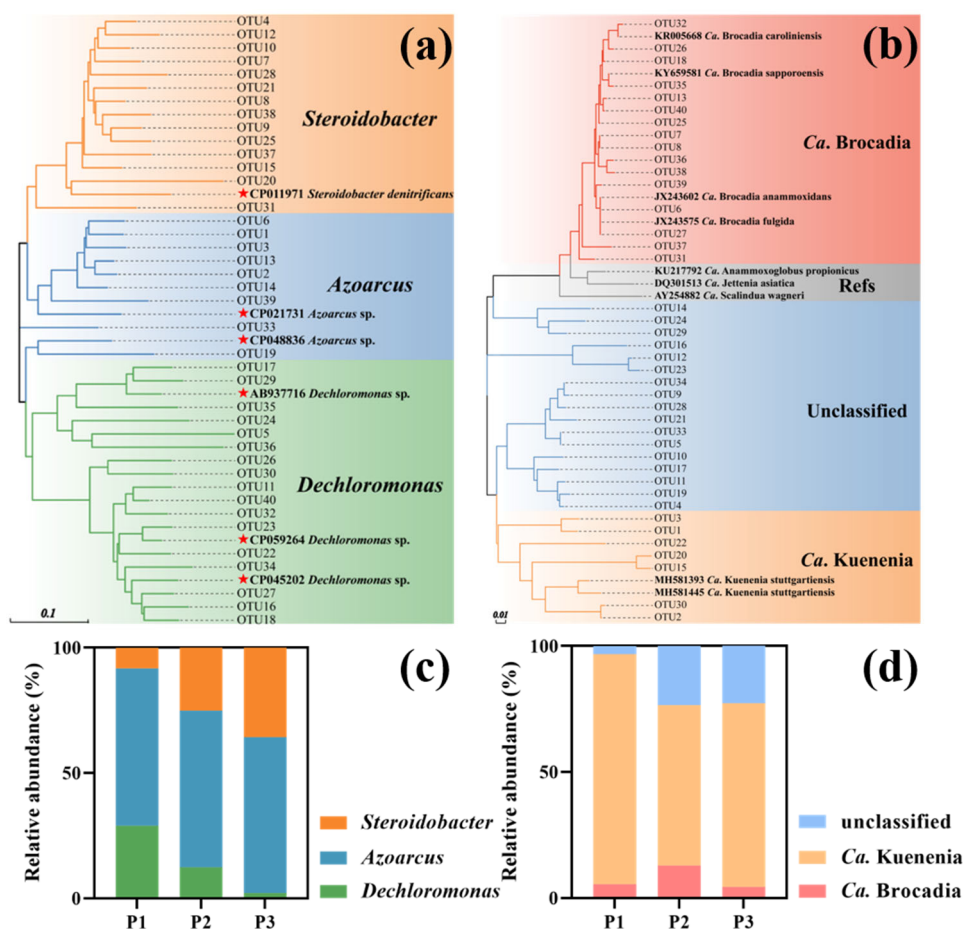 (a)
OTU4
OTU12
OTU10
OTU7
OTU28
OTU21
OTU8
OTU38
OTU9
OTU25
OTU37
OTU15
OTU20
★CP011971 Steroidobacter denitrificans
OTU31
Steroidobacter
OTU6
OTU1
OTU3
OTU13
OTU2
OTU14
OTU39
★CP021731 Azoarcus sp.
OTU33
★CP048836 Azoarcus sp.
OTU19
Azoarcus
OTU17
OTU29
★AB937716 Dechloromonas sp.
OTU35
OTU24
OTU5
OTU36
OTU26
OTU30
OTU11
OTU40
OTU32
OTU23
★CP059264 Dechloromonas sp.
OTU22
OTU34
★CP045202 Dechloromonas sp.
OTU27
OTU16
OTU18
Dechloromonas
0.1
(b)
OTU32
KR005668 Ca. Brocadia caroliniensis
OTU26
OTU18
KY659581 Ca. Brocadia sapporoensis
OTU35
OTU13
OTU40
OTU25
OTU7
OTU8
OTU36
OTU38
OTU39
JX243602 Ca. Brocadia anammoxidans
OTU6
JX243575 Ca. Brocadia fulgida
OTU27
OTU37
OTU31
Ca. Brocadia
KU217792 Ca. Anammoxoglobus propionicus
DQ301513 Ca. Jettenia asiatica
AY254882 Ca. Scalindua wagneri
Refs
OTU14
OTU24
OTU29
OTU16
OTU12
OTU23
OTU34
OTU9
OTU28
OTU21
OTU33
OTU5
OTU10
OTU17
OTU11
OTU19
OTU4
Unclassified
OTU3
OTU1
OTU22
OTU20
OTU15
MH581393 Ca. Kuenenia stuttgartiensis
MH581445 Ca. Kuenenia stuttgartiensis
OTU30
OTU2
Ca. Kuenenia
0.01
(c)
Relative abundance (%)
100
50
0
P1 P2 P3
Steroidobacter
Azoarcus
Dechloromonas
(d)
Relative abundance (%)
100
50
0
P1 P2 P3
unclassified
Ca. Kuenenia
Ca. Brocadia